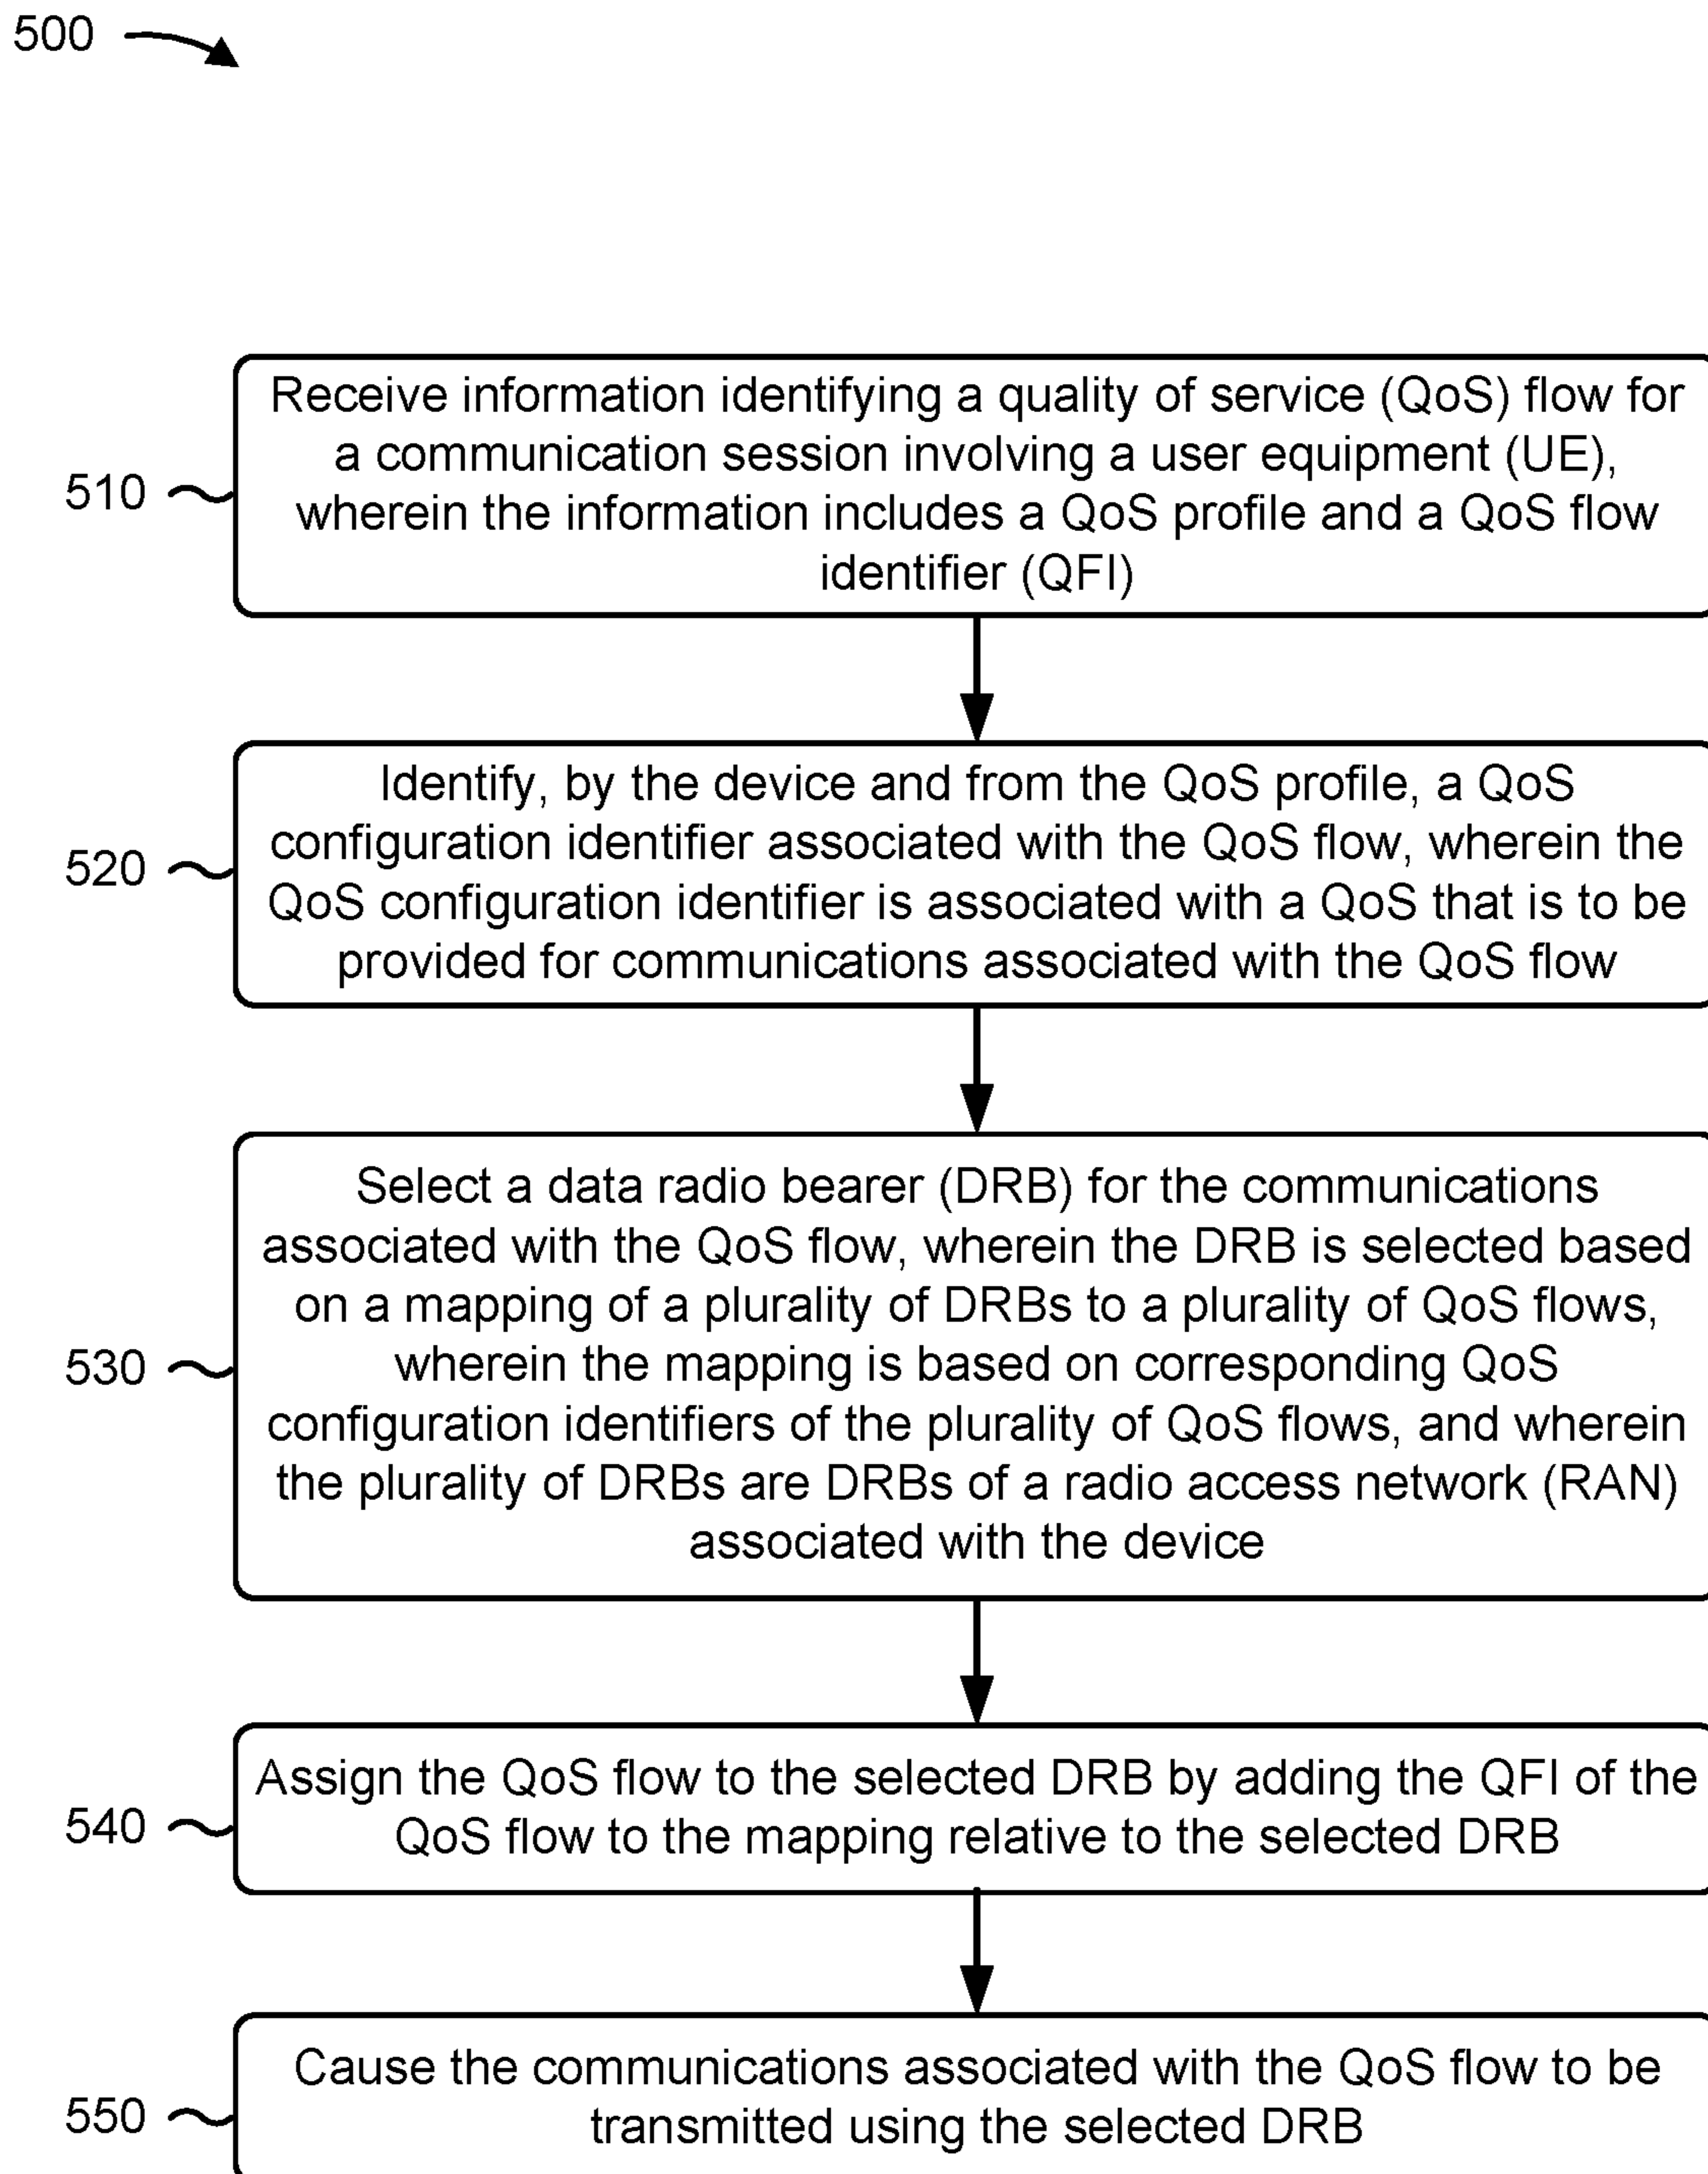 500
510
Receive information identifying a quality of service (QoS) flow for
a communication session involving a user equipment (UE),
wherein the information includes a QoS profile and a QoS flow
identifier (QFI)
520
Identify, by the device and from the QoS profile, a QoS
configuration identifier associated with the QoS flow, wherein the
QoS configuration identifier is associated with a QoS that is to be
provided for communications associated with the QoS flow
530
Select a data radio bearer (DRB) for the communications
associated with the QoS flow, wherein the DRB is selected based
on a mapping of a plurality of DRBs to a plurality of QoS flows,
wherein the mapping is based on corresponding QoS
configuration identifiers of the plurality of QoS flows, and wherein
the plurality of DRBs are DRBs of a radio access network (RAN)
associated with the device
540
Assign the QoS flow to the selected DRB by adding the QFI of the
QoS flow to the mapping relative to the selected DRB
550
Cause the communications associated with the QoS flow to be
transmitted using the selected DRB